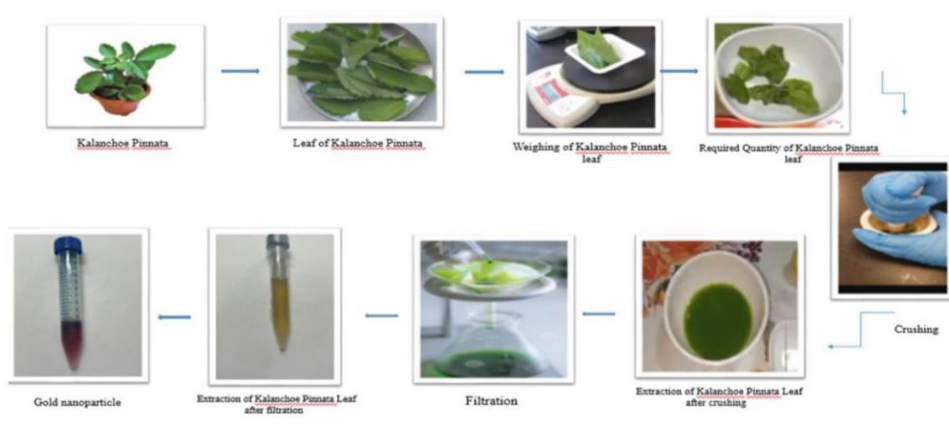 Kalanchoe Pinnata
Leaf of Kalanchoe Pinnata
Weighing of Kalanchoe Pinnata
leaf
Required Quantity of Kalanchoe Pinnata
leaf
Crushing
Extraction of Kalanchoe Pinnata Leaf
after crushing
Filtration
Extraction of Kalanchoe Pinnata Leaf
after filtration
Gold nanoparticle